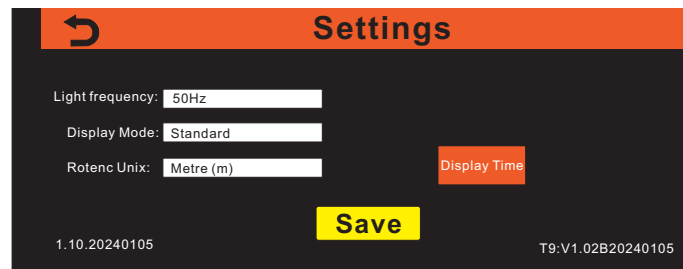 Settings
Light frequency: 50Hz
Display Mode: Standard
Rotenc Unix: Metre (m)
Display Time
Save
1.10.20240105
T9:V1.02B20240105